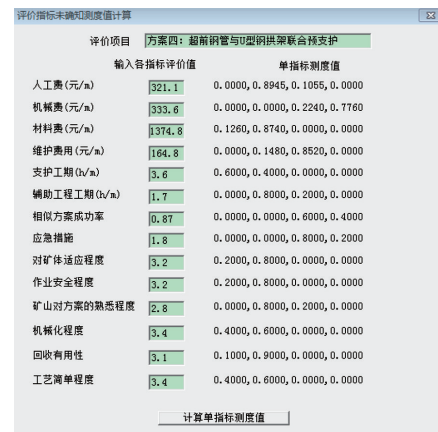 评价指标未确知测度值计算
评价项目 方案四：超前钢管与U型钢拱架联合预支护
输入各指标评价值 单指标测度值
人工费(元/m) 321.1 0.0000,0.8945,0.1055,0.0000
机械费(元/m) 333.6 0.0000,0.0000,0.2240,0.7760
材料费(元/m) 1374.8 0.1260,0.8740,0.0000,0.0000
维护费用(元/m) 164.8 0.0000,0.1480,0.8520,0.0000
支护工期(h/m) 3.6 0.6000,0.4000,0.0000,0.0000
辅助工程工期(h/m) 1.7 0.0000,0.8000,0.2000,0.0000
相似方案成功率 0.87 0.0000,0.0000,0.6000,0.4000
应急措施 1.8 0.0000,0.0000,0.8000,0.2000
对矿体适应程度 3.2 0.2000,0.8000,0.0000,0.0000
作业安全程度 3.2 0.2000,0.8000,0.0000,0.0000
矿山对方案的熟悉程度 2.8 0.0000,0.8000,0.2000,0.0000
机械化程度 3.4 0.4000,0.6000,0.0000,0.0000
回收有用性 3.1 0.1000,0.9000,0.0000,0.0000
工艺简单程度 3.4 0.4000,0.6000,0.0000,0.0000
计算单指标测度值